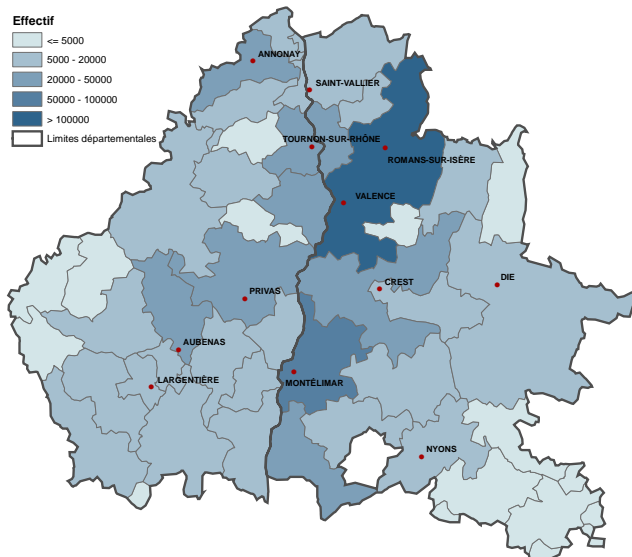 Effectif
<= 5000
5000 - 20000
20000 - 50000
50000 - 100000
> 100000
Limites départementales
ANNONAY
SAINT-VALLIER
TOURNON-SUR-RHÔNE
ROMANS-SUR-ISÈRE
VALENCE
CREST
DIE
PRIVAS
AUBENAS
LARGENTIÈRE
MONTÉLIMAR
NYONS